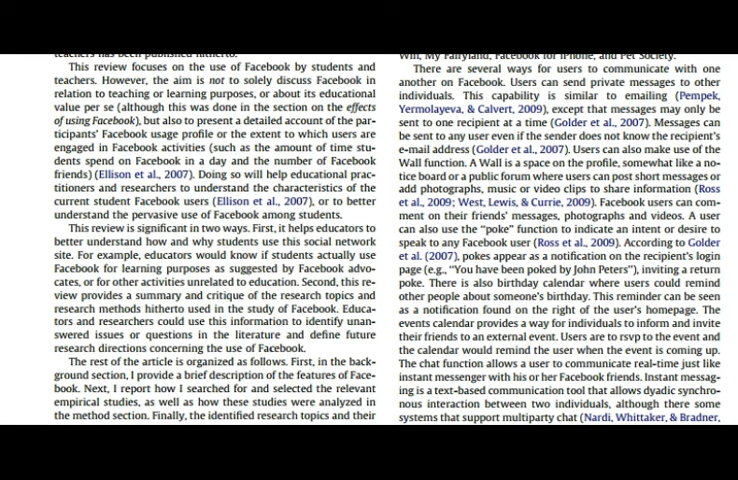 teachers has been published hitherto.
This review focuses on the use of Facebook by students and
teachers. However, the aim is not to solely discuss Facebook in
relation to teaching or learning purposes, or about its educational
value per se (although this was done in the section on the effects
of using Facebook), but also to present a detailed account of the par-
ticipants' Facebook usage profile or the extent to which users are
engaged in Facebook activities (such as the amount of time stu-
dents spend on Facebook in a day and the number of Facebook
friends) (Ellison et al., 2007). Doing so will help educational prac-
titioners and researchers to understand the characteristics of the
current student Facebook users (Ellison et al., 2007), or to better
understand the pervasive use of Facebook among students.
This review is significant in two ways. First, it helps educators to
better understand how and why students use this social network
site. For example, educators would know if students actually use
Facebook for learning purposes as suggested by Facebook advo-
cates, or for other activities unrelated to education. Second, this re-
view provides a summary and critique of the research topics and
research methods hitherto used in the study of Facebook. Educa-
tors and researchers could use this information to identify unan-
swered issues or questions in the literature and define future
research directions concerning the use of Facebook.
The rest of the article is organized as follows. First, in the back-
ground section, I provide a brief description of the features of Face-
book. Next, I report how I searched for and selected the relevant
empirical studies, as well as how these studies were analyzed in
the method section. Finally, the identified research topics and their
Will, My Fairyland, Facebook for iPhone, and Pet Society.
There are several ways for users to communicate with one
another on Facebook. Users can send private messages to other
individuals. This capability is similar to emailing (Pempek,
Yermolayeva, & Calvert, 2009), except that messages may only be
sent to one recipient at a time (Golder et al., 2007). Messages can
be sent to any user even if the sender does not know the recipient's
e-mail address (Golder et al., 2007). Users can also make use of the
Wall function. A Wall is a space on the profile, somewhat like a no-
tice board or a public forum where users can post short messages or
add photographs, music or video clips to share information (Ross
et al., 2009; West, Lewis, & Currie, 2009). Facebook users can com-
ment on their friends' messages, photographs and videos. A user
can also use the "poke" function to indicate an intent or desire to
speak to any Facebook user (Ross et al., 2009). According to Golder
et al. (2007), pokes appear as a notification on the recipient's login
page (e.g., "You have been poked by John Peters"), inviting a return
poke. There is also birthday calendar where users could remind
other people about someone's birthday. This reminder can be seen
as a notification found on the right of the user's homepage. The
events calendar provides a way for individuals to inform and invite
their friends to an external event. Users are to rsvp to the event and
the calendar would remind the user when the event is coming up.
The chat function allows a user to communicate real-time just like
instant messenger with his or her Facebook friends. Instant messag-
ing is a text-based communication tool that allows dyadic synchro-
nous interaction between two individuals, although there some
systems that support multiparty chat (Nardi, Whittaker, & Bradner,